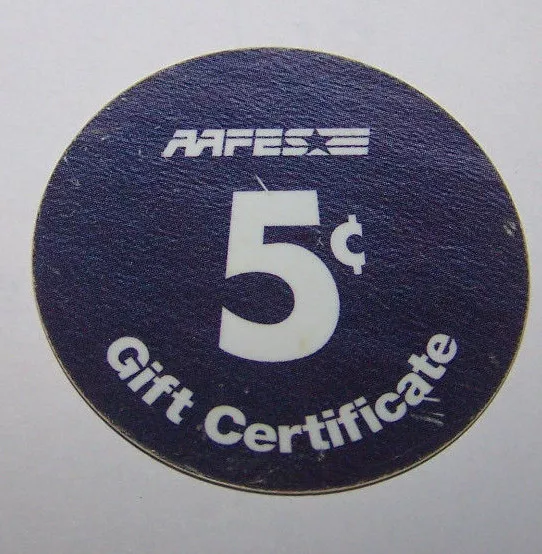 AAFES
5¢
Gift Certificate